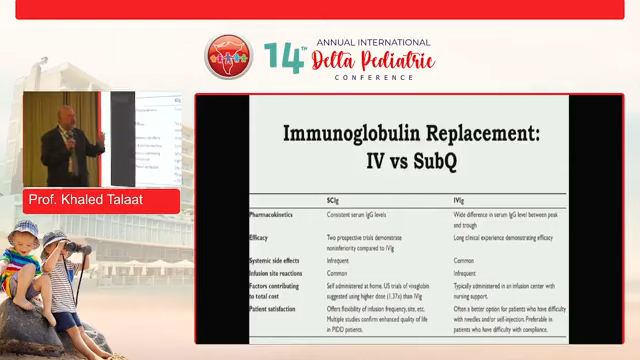 14TH
ANNUAL INTERNATIONAL
Delta Pediatric
CONFERENCE
Prof. Khaled Talaat
Immunoglobulin Replacement:
IV vs SubQ
SCIg IVIg
Pharmacokinetics Consistent serum IgG levels Wide difference in serum IgG level between peak
and trough
Efficacy Two prospective trials demonstrate Long clinical experience demonstrating efficacy
noninferiority compared to IVIg
Systemic side effects Infrequent Common
Infusion site reactions Common Infrequent
Factors contributing Self administered at home. US trials of vivaglobin Typically administered in an infusion center with
to total cost suggested using higher dose (1.37x) than IVIg nursing support.
Patient satisfaction Offers flexibility of infusion frequency, site, etc. Often a better option for patients who have difficulty
Multiple studies confirm enhanced quality of with needles and/or self-injection. Preferable in
life in PIDD patients. patients who have difficulty with compliance.